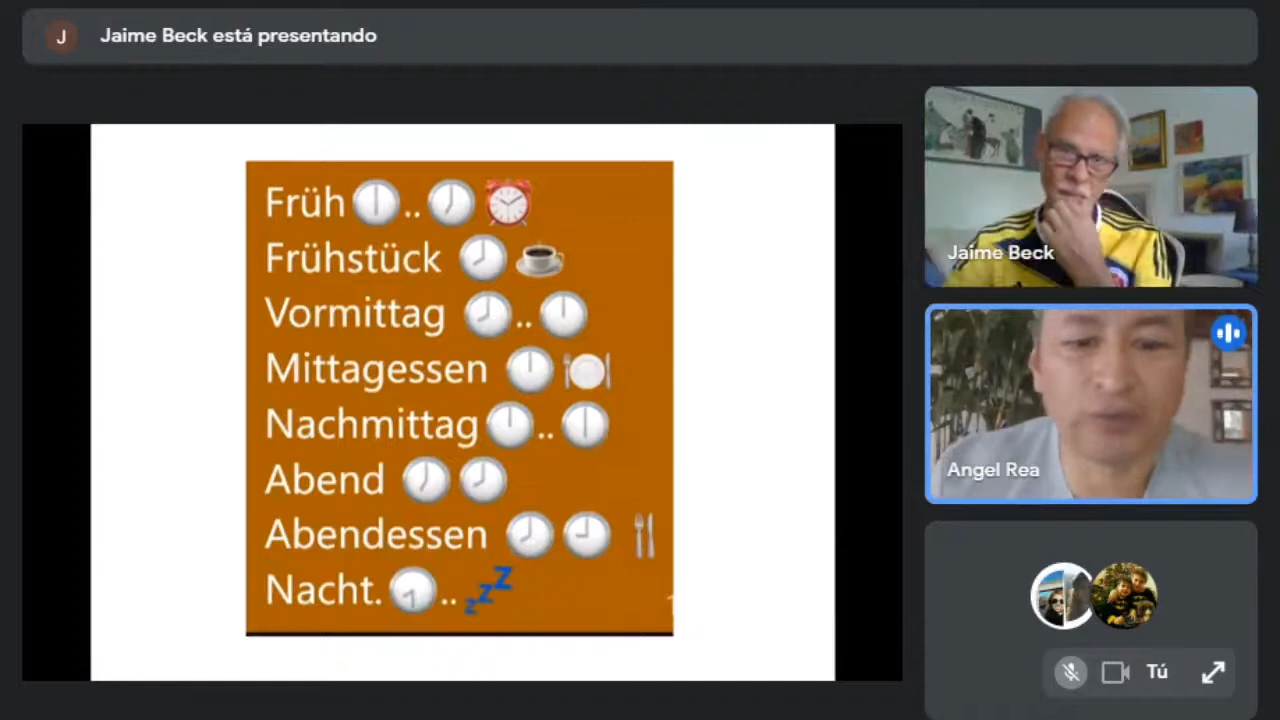 J Jaime Beck está presentando
Früh ..
Frühstück
Vormittag ..
Mittagessen
Nachmittag ..
Abend
Abendessen
Nacht. ..
Jaime Beck
Angel Rea
Tú